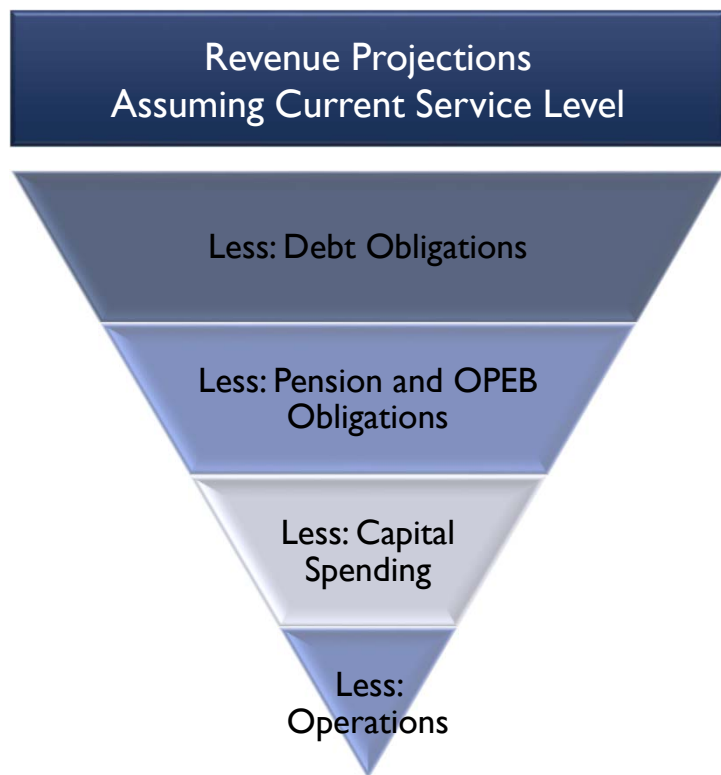 Revenue Projections
Assuming Current Service Level
Less: Debt Obligations
Less: Pension and OPEB
Obligations
Less: Capital
Spending
Less:
Operations